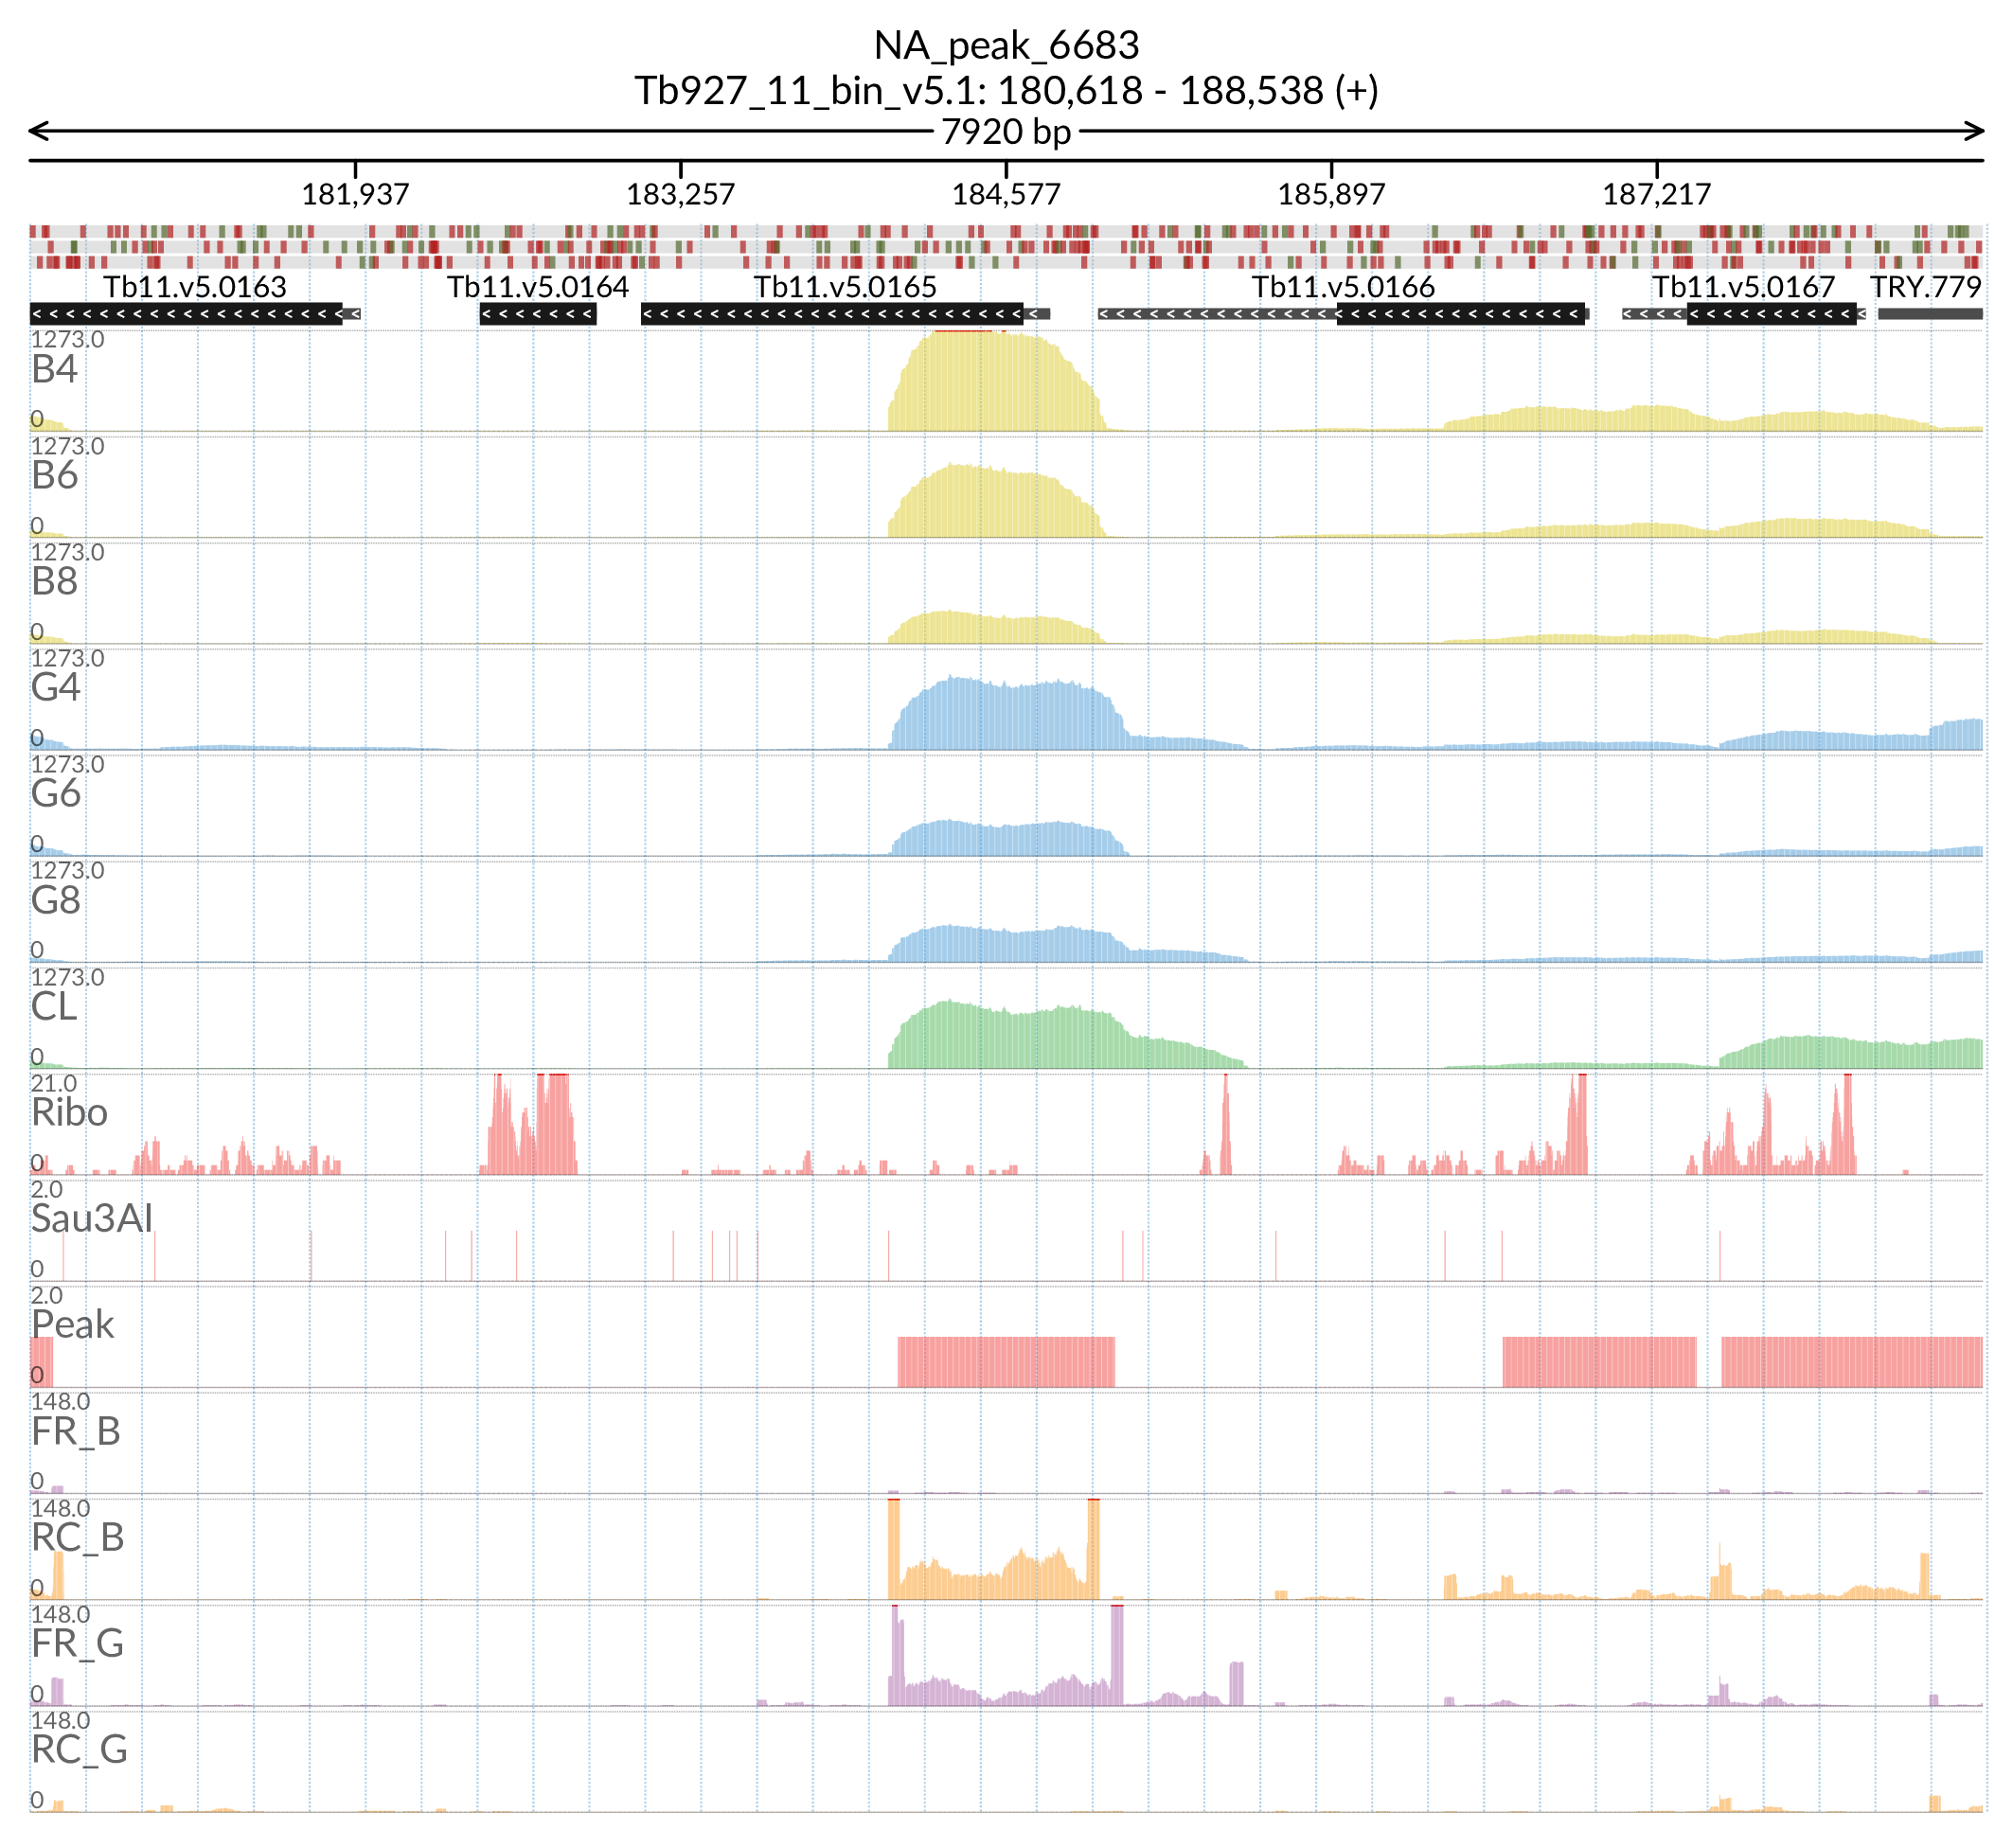 NA_peak_6683
Tb927_11_bin_v5.1: 180,618 - 188,538 (+)
7920 bp
181,937 183,257 184,577 185,897 187,217
Tb11.v5.0163 Tb11.v5.0164 Tb11.v5.0165 Tb11.v5.0166 Tb11.v5.0167 TRY.779
1273.0
B4
0
1273.0
B6
0
1273.0
B8
0
1273.0
G4
0
1273.0
G6
0
1273.0
G8
0
1273.0
CL
0
21.0
Ribo
0
2.0
Sau3AI
0
2.0
Peak
0
148.0
FR_B
0
148.0
RC_B
0
148.0
FR_G
0
148.0
RC_G
0